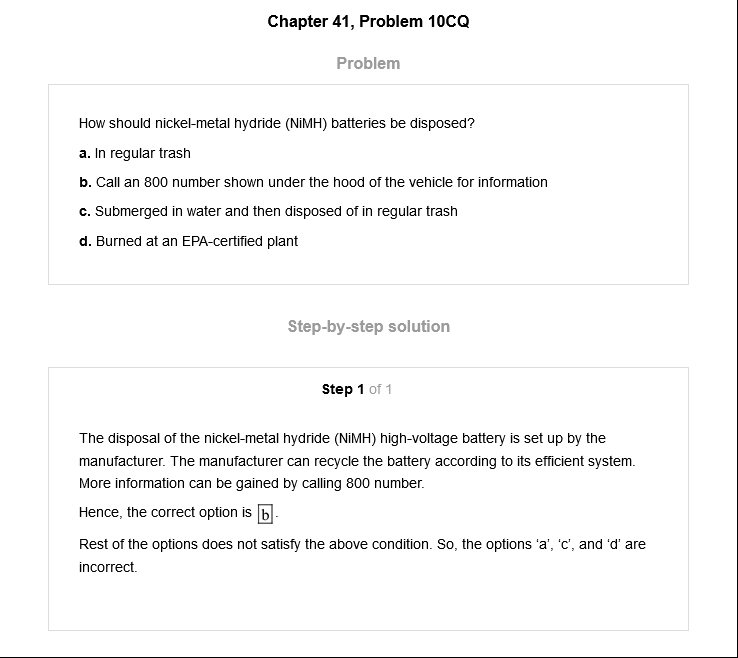 Chapter 41, Problem 10CQ
Problem
How should nickel-metal hydride (NiMH) batteries be disposed?
a. In regular trash
b. Call an 800 number shown under the hood of the vehicle for information
c. Submerged in water and then disposed of in regular trash
d. Burned at an EPA-certified plant
Step-by-step solution
Step 1 of 1
The disposal of the nickel-metal hydride (NiMH) high-voltage battery is set up by the
manufacturer. The manufacturer can recycle the battery according to its efficient system.
More information can be gained by calling 800 number.
Hence, the correct option is b.
Rest of the options does not satisfy the above condition. So, the options ‘a’, ‘c’, and ‘d’ are
incorrect.